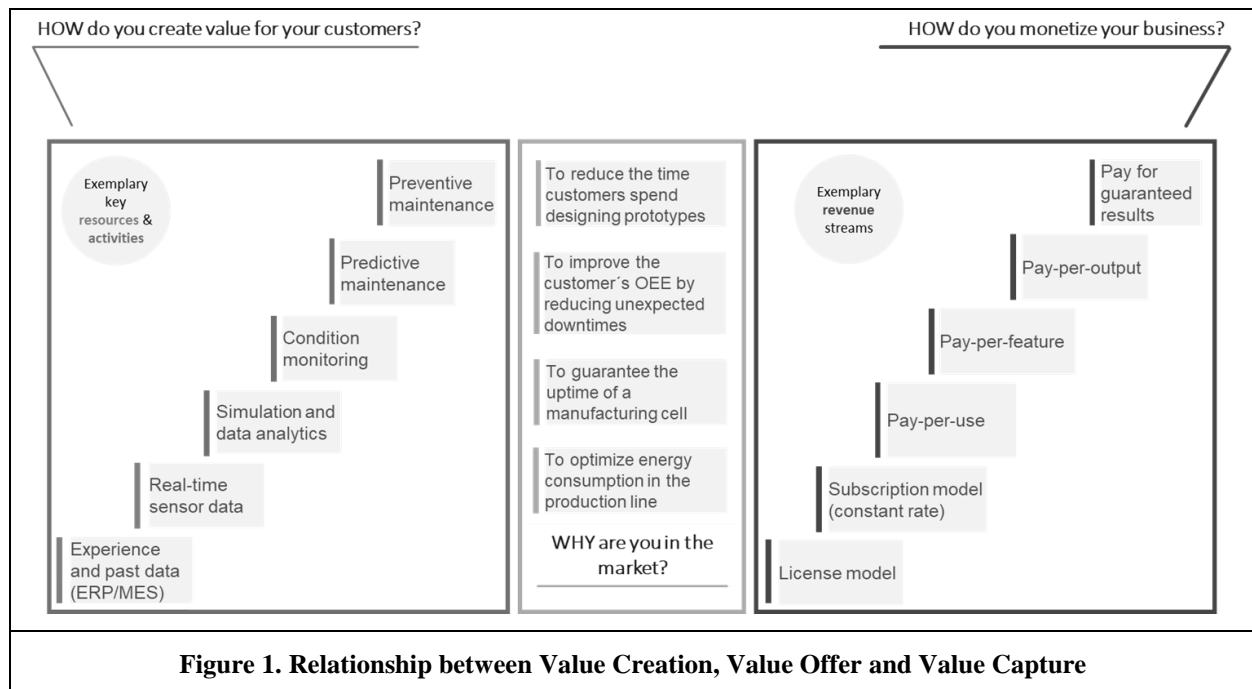 HOW do you create value for your customers?
HOW do you monetize your business?
Exemplary
key
resources &
activities
Preventive
maintenance
Predictive
maintenance
Condition
monitoring
Simulation and
data analytics
Real-time
sensor data
Experience
and past data
(ERP/MES)
To reduce the time
customers spend
designing prototypes
To improve the
customer´s OEE by
reducing unexpected
downtimes
To guarantee the
uptime of a
manufacturing cell
To optimize energy
consumption in the
production line
WHY are you in the
market?
Exemplary
revenue
streams
Pay for
guaranteed
results
Pay-per-output
Pay-per-feature
Pay-per-use
Subscription model
(constant rate)
License model
Figure 1. Relationship between Value Creation, Value Offer and Value Capture